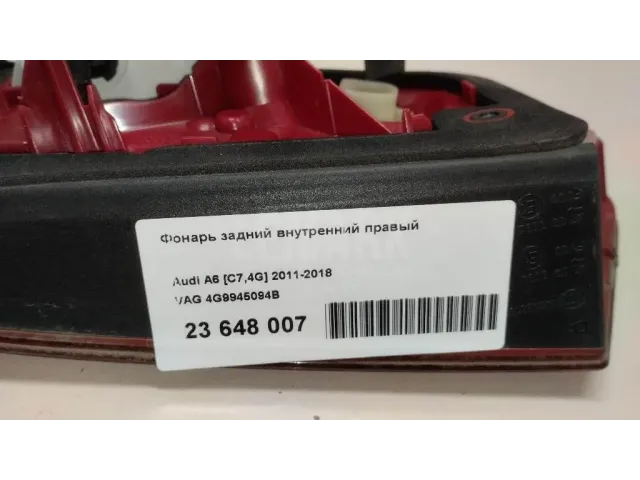 Фонарь задний внутренний правый
Audi A6 [C7,4G] 2011-2018
VAG 4G9945094B
23 648 007